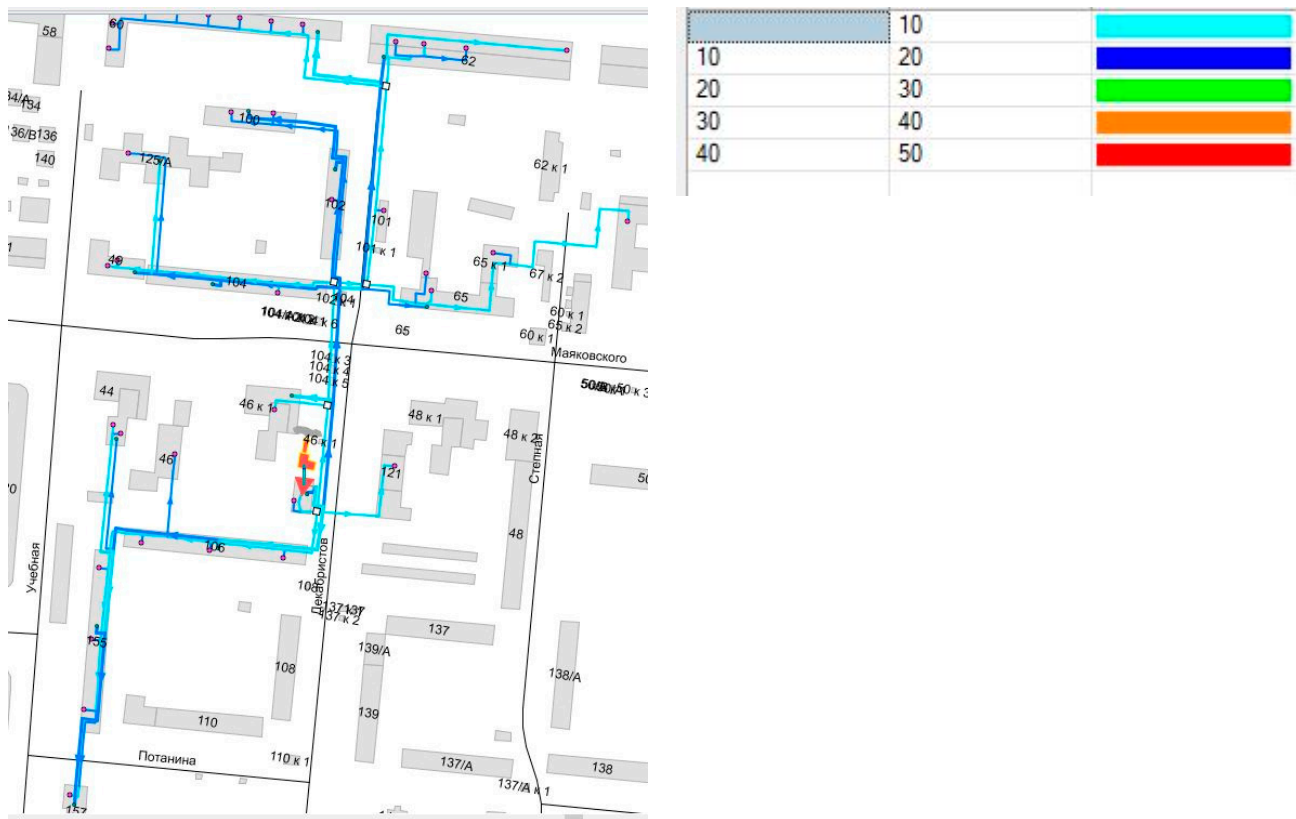 58
60
62
134
136/В
136
140
100
125/А
62 к 1
102
101
101 к 1
65 к 1
67 к 2
49
104
102 к 1
104
65
60 к 1
65 к 2
60 к 1
65
Маяковского
104 к 3
104 к 4
104 к 5
50 к 3
44
46 к 1
48 к 1
48 к 2
46 к 1
46
121
Степная
48
106
Учебная
Декабристов
108
137
137 к 2
137
155
139/А
108
138/А
139
110
Потанина
110 к 1
137/А
138
137/А к 1
157
10
10 20
20 30
30 40
40 50